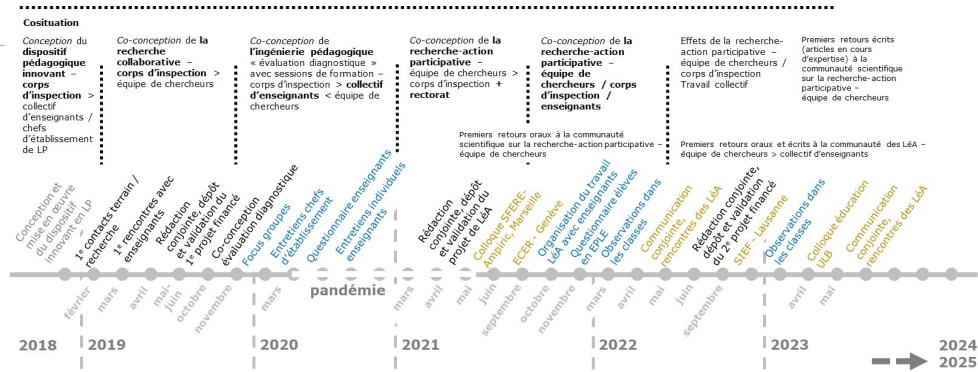 Cosituation
Conception du
dispositif
pédagogique
innovant –
corps
d'inspection >
collectif
d'enseignants /
chefs
d'établissement
de LP
Co-conception de la
recherche
collaborative –
corps d'inspection >
équipe de chercheurs
Co-conception de
l'ingénierie pédagogique
« évaluation diagnostique »
avec sessions de formation –
corps d'inspection > collectif
d'enseignants < équipe de
chercheurs
Co-conception de la
recherche-action
participative –
équipe de chercheurs >
corps d'inspection +
rectorat
Co-conception de la
recherche-action
participative –
équipe de
chercheurs / corps
d'inspection /
enseignants
Effets de la recherche-
action participative –
équipe de chercheurs /
corps d'inspection
Travail collectif
Premiers retours écrits
(articles en cours
d'expertise) à la
communauté scientifique
sur la recherche-action
participative –
équipe de chercheurs
Premiers retours oraux à la communauté
scientifique sur la recherche-action participative –
équipe de chercheurs
Premiers retours oraux et écrits à la communauté des LéA –
équipe de chercheurs > collectif d'enseignants
Conception et
mise en œuvre
du dispositif
innovant en LP
1ᵉ contacts terrain /
recherche
1ᵉ rencontres avec
enseignants
Rédaction
conjointe, dépôt
et validation du
1ᵉ projet financé
Co-conception
évaluation diagnostique
Focus groupes
Entretiens chefs
d'établissement
Questionnaire enseignants
Entretiens individuels
enseignants
Rédaction
conjointe, dépôt
et validation du
projet de LéA
Colloque SFERE-
Ampiric, Marseille
ECER - Genève
Organisation du travail
LéA avec enseignants
Questionnaire élèves
en EPLE
Observations dans
les classes
Communication
conjointe,
rencontres des LéA
Rédaction conjointe,
dépôt et validation
du 2ᵉ projet financé
SIEF - Lausanne
Observations dans
les classes
Colloque éducation
ULB
Communication
conjointe,
rencontres des LéA
février
mars
avril
mai-
juin
octobre
novembre
mars
pandémie
mars
avril
mai
juin
septembre
octobre
novembre
mars
avril
mai
juin
septembre
avril
mai
2018
2019
2020
2021
2022
2023
2024
2025